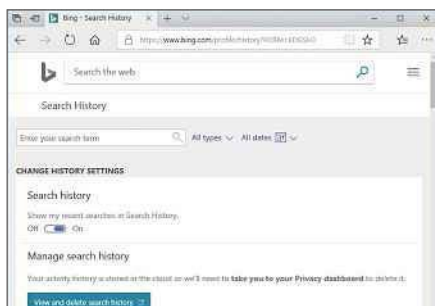 Bing - Search History
www.bing.com/profile/history
Search the web
Search History
Enter your search term
All types
All dates
CHANGE HISTORY SETTINGS
Search history
Show my recent searches in Search History.
Off
On
Manage search history
Your activity history is stored in the cloud so we'll need to take you to your Privacy dashboard to delete it.
View and delete search history